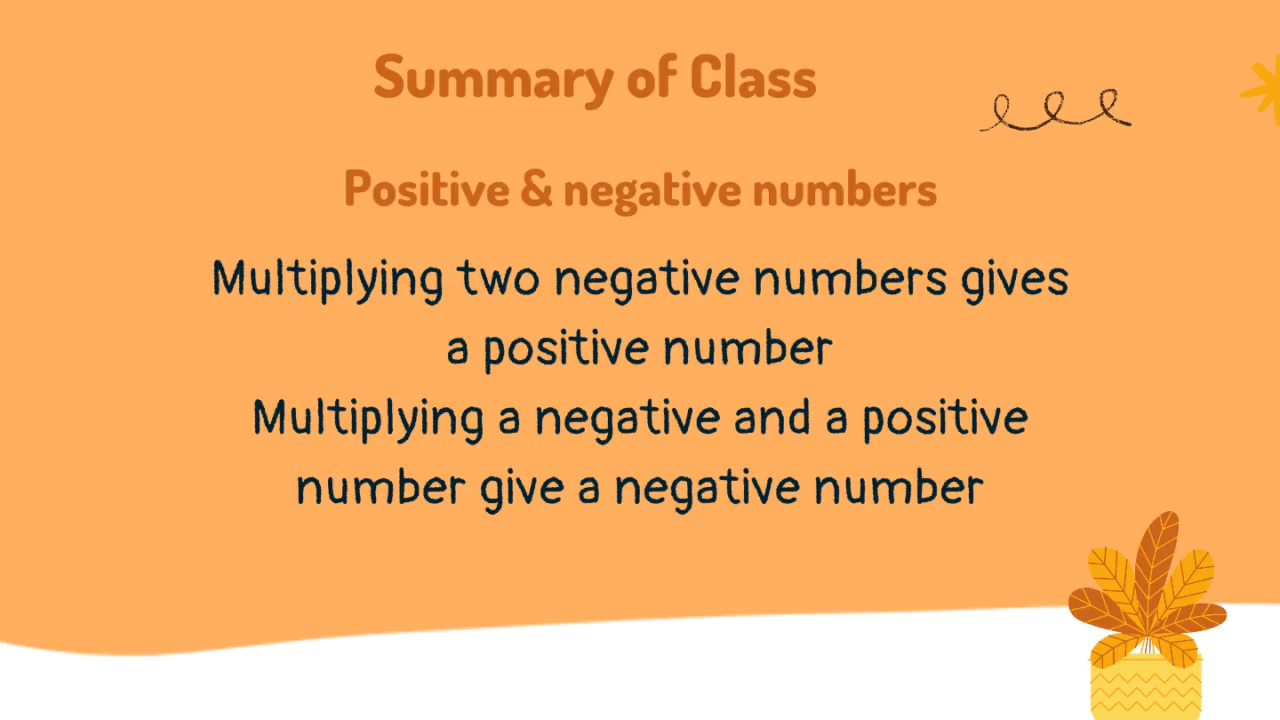 Summary of Class
Positive & negative numbers
Multiplying two negative numbers gives
a positive number
Multiplying a negative and a positive
number give a negative number